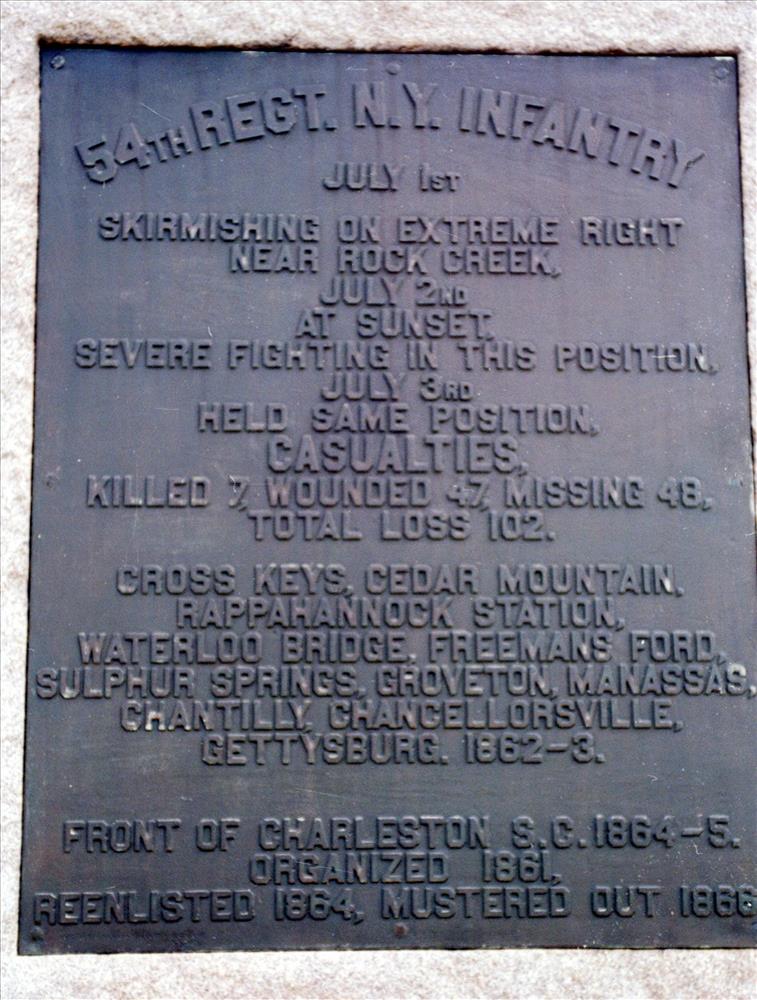 54TH REGT. N.Y. INFANTRY
JULY 1ST
SKIRMISHING ON EXTREME RIGHT
NEAR ROCK CREEK,
JULY 2ND
AT SUNSET,
SEVERE FIGHTING IN THIS POSITION,
JULY 3RD
HELD SAME POSITION,
CASUALTIES,
KILLED 7, WOUNDED 47, MISSING 48,
TOTAL LOSS 102.
CROSS KEYS, CEDAR MOUNTAIN,
RAPPAHANNOCK STATION,
WATERLOO BRIDGE, FREEMANS FORD,
SULPHUR SPRINGS, GROVETON, MANASSAS,
CHANTILLY, CHANCELLORSVILLE,
GETTYSBURG. 1862-3.
FRONT OF CHARLESTON S.C. 1864-5.
ORGANIZED 1861,
REENLISTED 1864, MUSTERED OUT 1866